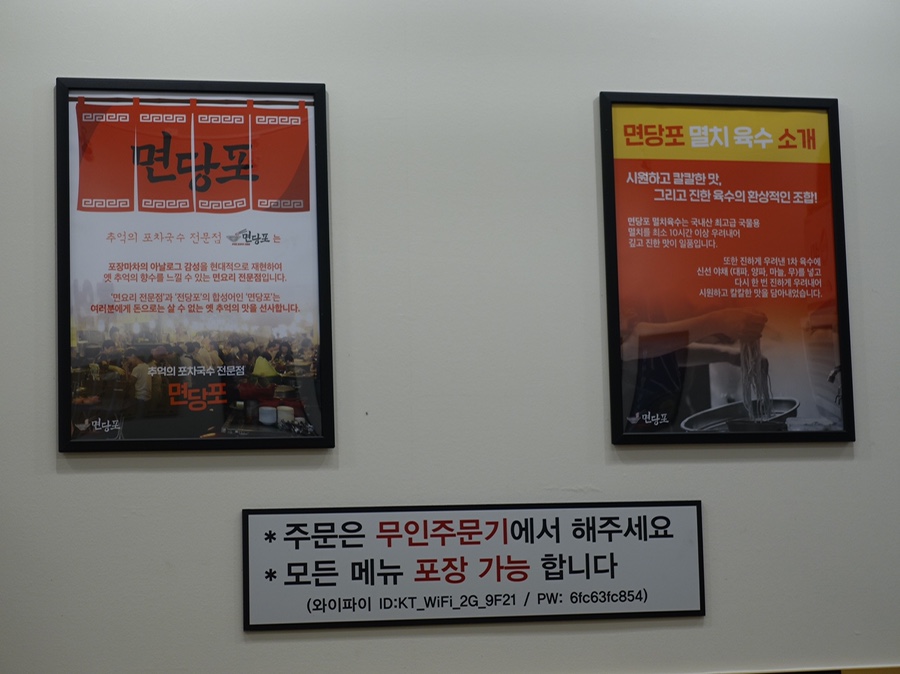 면당포
추억의 포차국수 전문점 면당포 는
포장마차의 아날로그 감성을 현대적으로 재현하여
옛 추억의 향수를 느낄 수 있는 면요리 전문점입니다.
'면요리 전문점'과 '전당포'의 합성어인 '면당포'는
여러분에게 돈으로는 살 수 없는 옛 추억의 맛을 선사합니다.
추억의 포차국수 전문점
면당포
면당포
면당포 멸치 육수 소개
시원하고 칼칼한 맛,
그리고 진한 육수의 환상적인 조합!
면당포 멸치육수는 국내산 최고급 국물용
멸치를 최소 10시간 이상 우려내어
깊고 진한 맛이 일품입니다.
또한 진하게 우려낸 1차 육수에
신선 야채 (대파, 양파, 마늘, 무)를 넣고
다시 한 번 진하게 우려내어
시원하고 칼칼한 맛을 담아내었습니다.
면당포
* 주문은 무인주문기에서 해주세요
* 모든 메뉴 포장 가능 합니다
(와이파이 ID:KT_WiFi_2G_9F21 / PW: 6fc63fc854)